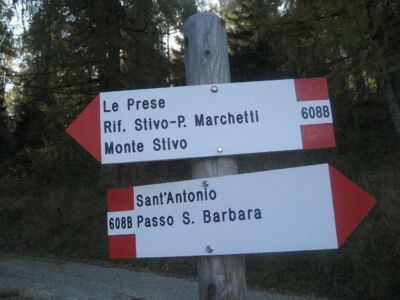 Le Prese
Rif. Stivo-P. Marchetti
608B
Monte Stivo
Sant'Antonio
608B Passo S. Barbara